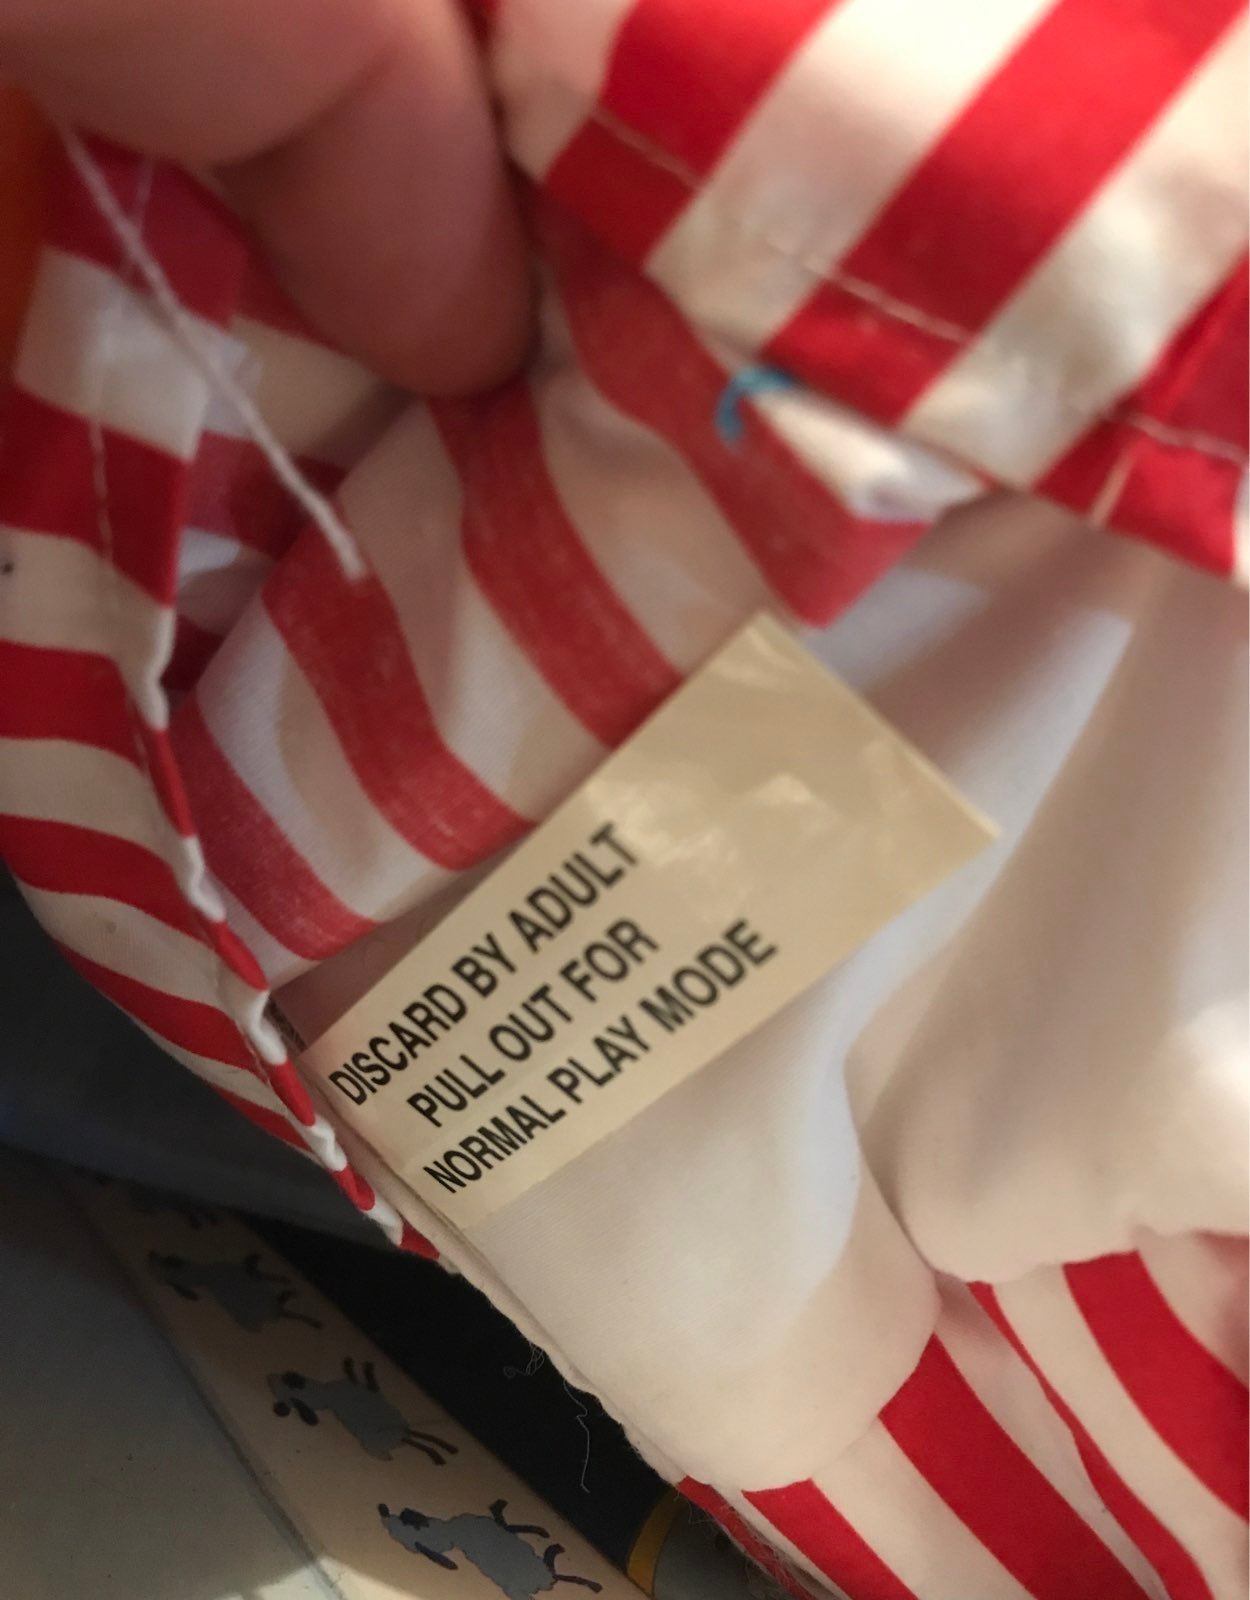 DISCARD BY ADULT
PULL OUT FOR
NORMAL PLAY MODE